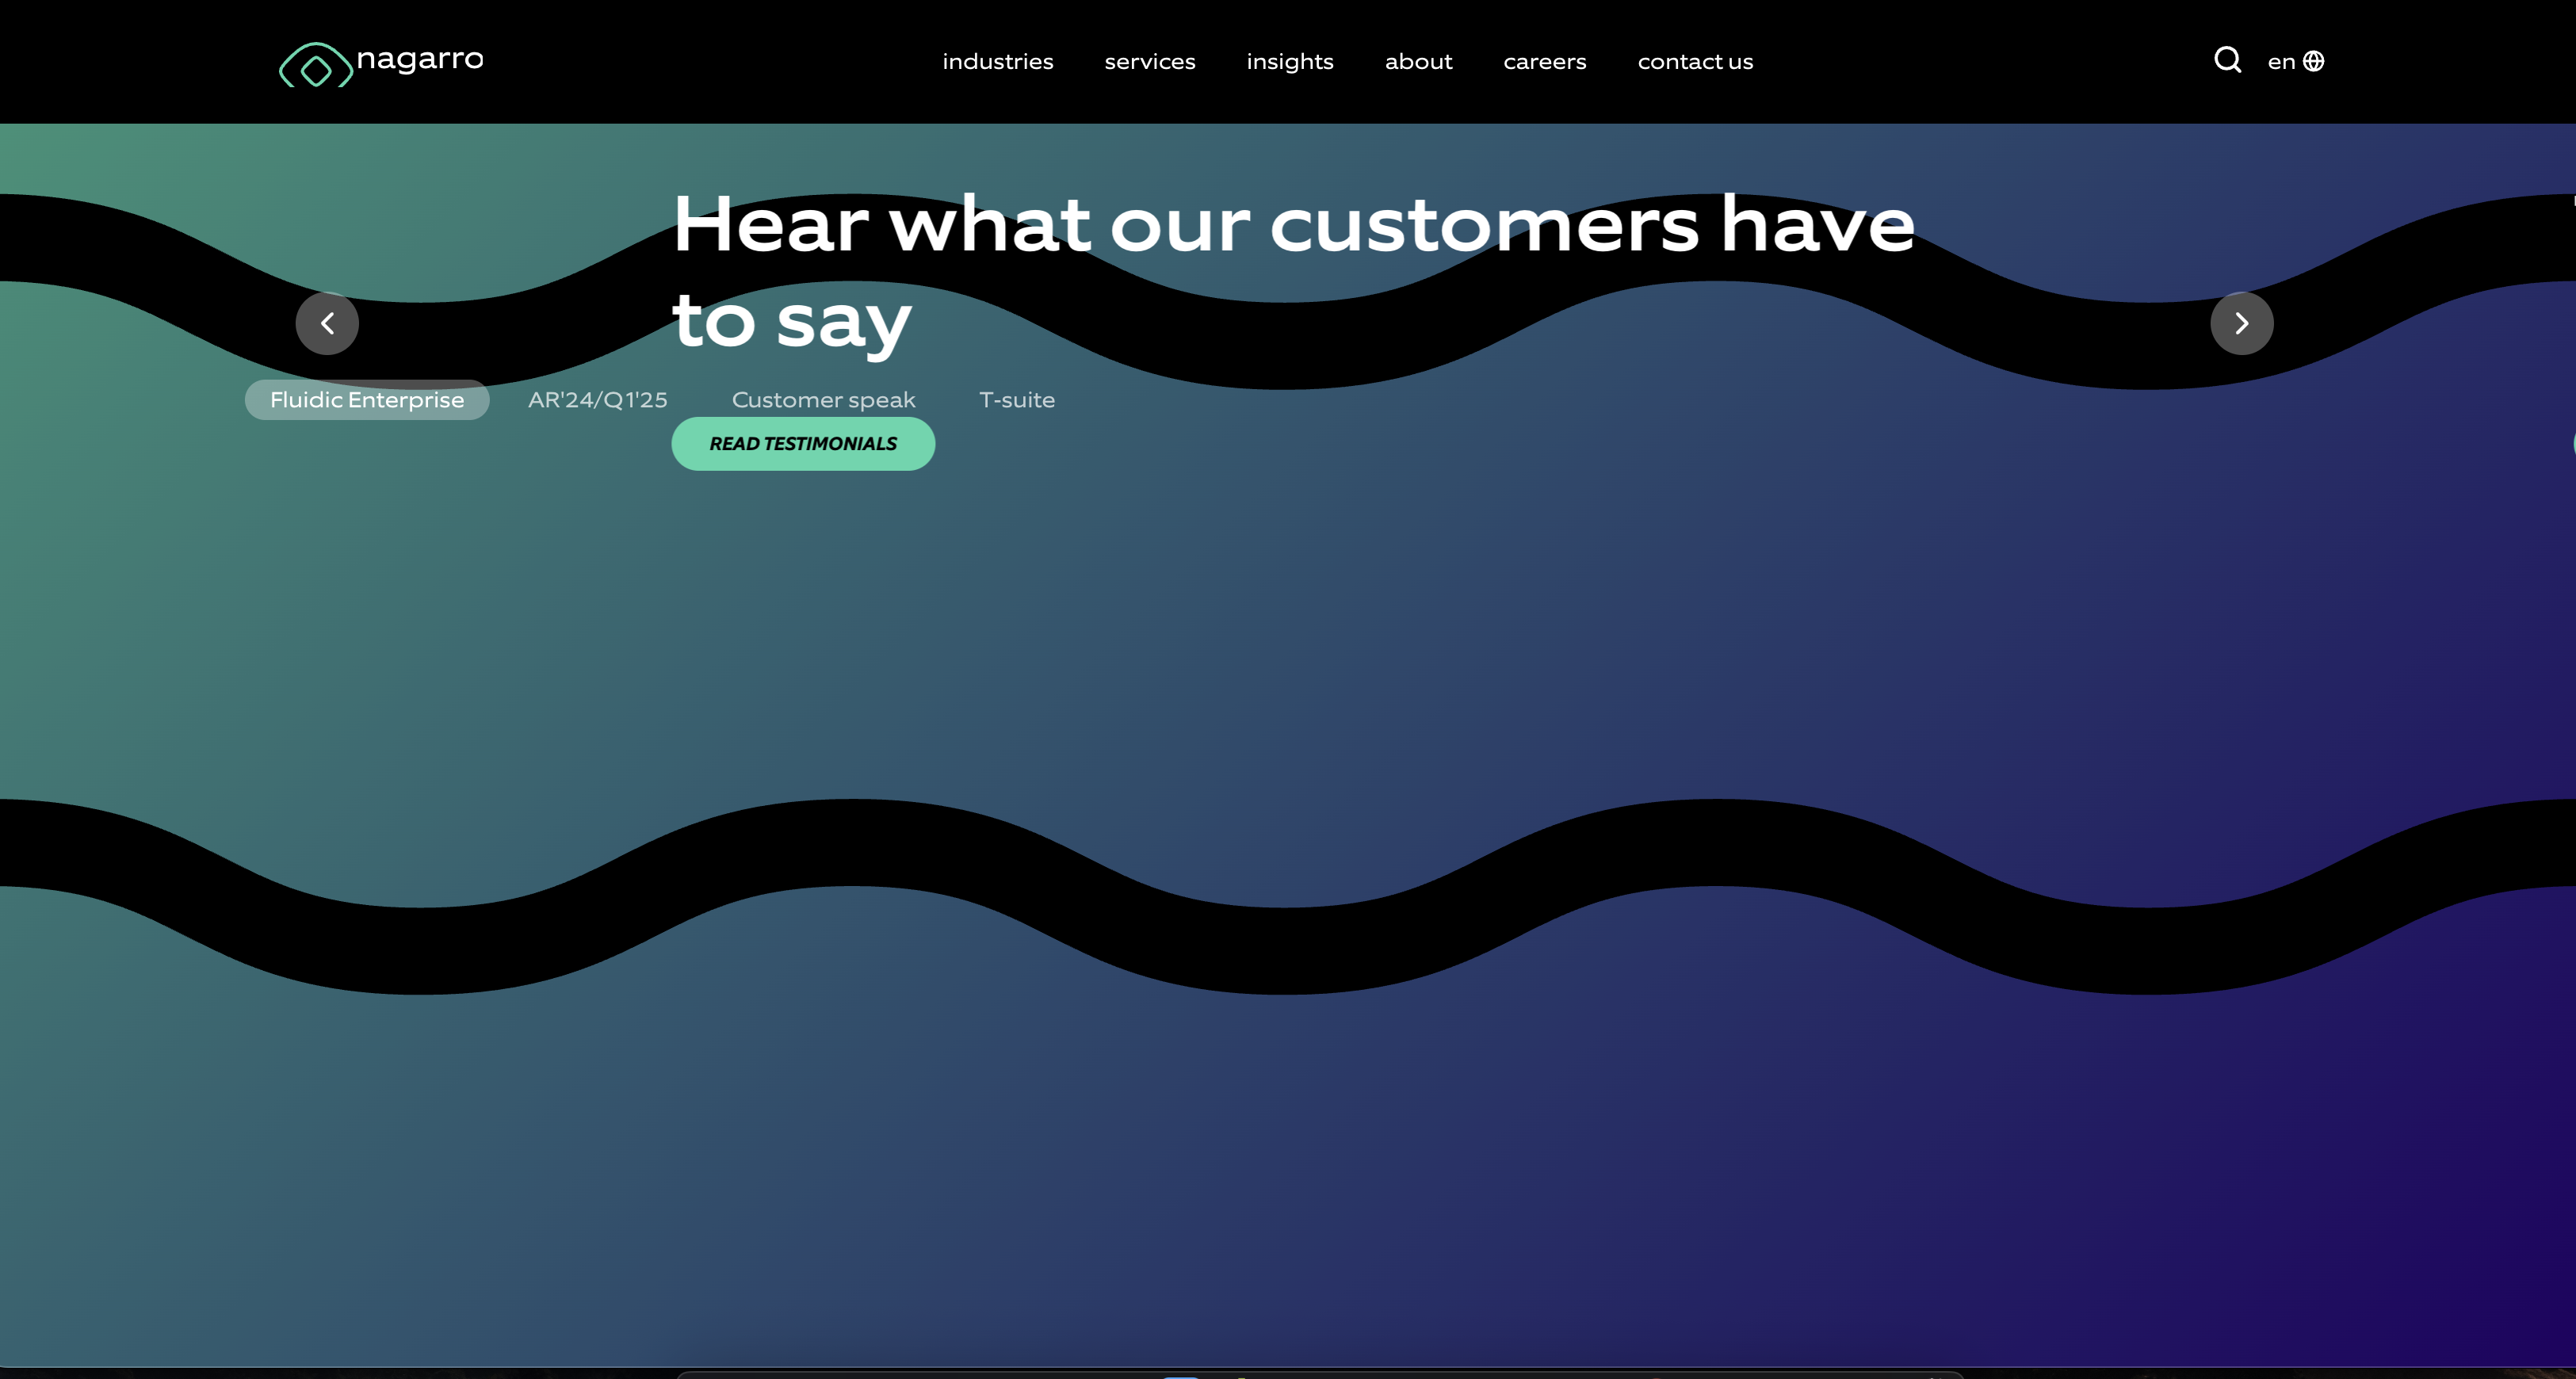 nagarro
industries services insights about careers contact us
en
Hear what our customers have
to say
Fluidic Enterprise AR'24/Q1'25 Customer speak T-suite
READ TESTIMONIALS